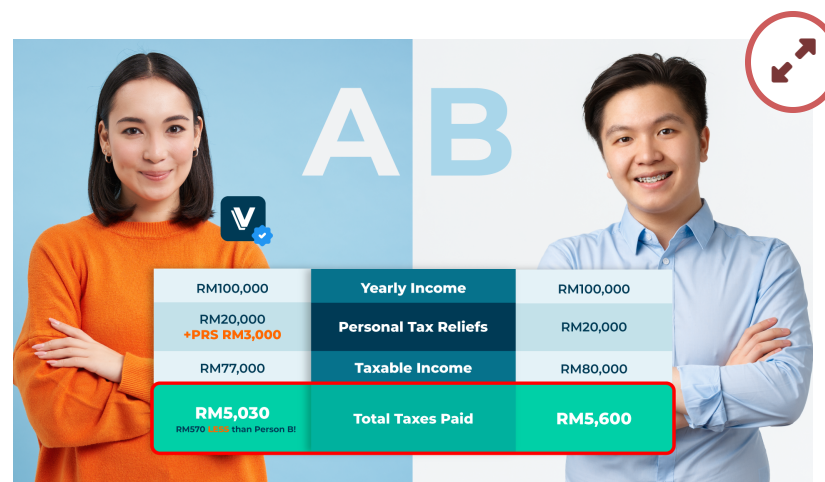 A B
V
RM100,000 Yearly Income RM100,000
RM20,000
+PRS RM3,000 Personal Tax Reliefs RM20,000
RM77,000 Taxable Income RM80,000
RM5,030 Total Taxes Paid RM5,600
RM570 LESS than Person B!